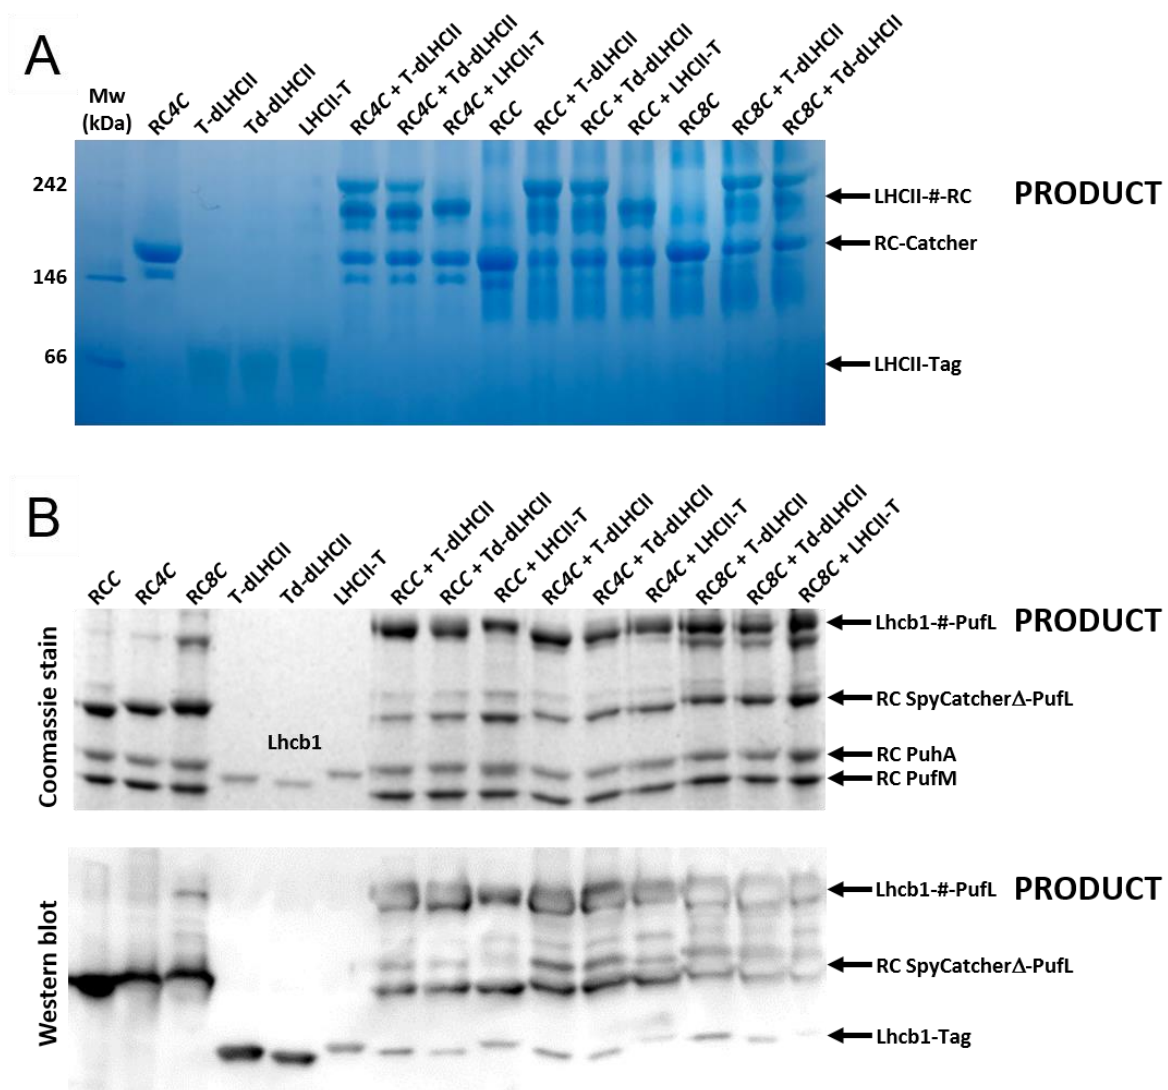 A
Mw
(kDa)
RC4C
T-dLHCII
Td-dLHCII
LHCII-T
RC4C + T-dLHCII
RC4C + Td-dLHCII
RC4C + LHCII-T
RCC
RCC + T-dLHCII
RCC + Td-dLHCII
RCC + LHCII-T
RC8C
RC8C + T-dLHCII
RC8C + Td-dLHCII
242
146
66
LHCII-#-RC PRODUCT
RC-Catcher
LHCII-Tag
B
RCC
RC4C
RC8C
T-dLHCII
Td-dLHCII
LHCII-T
RCC + T-dLHCII
RCC + Td-dLHCII
RCC + LHCII-T
RC4C + T-dLHCII
RC4C + Td-dLHCII
RC4C + LHCII-T
RC8C + T-dLHCII
RC8C + Td-dLHCII
RC8C + LHCII-T
Coomassie stain
Lhcb1
Lhcb1-#-PufL PRODUCT
RC SpyCatcherΔ-PufL
RC PuhA
RC PufM
Western blot
Lhcb1-#-PufL PRODUCT
RC SpyCatcherΔ-PufL
Lhcb1-Tag